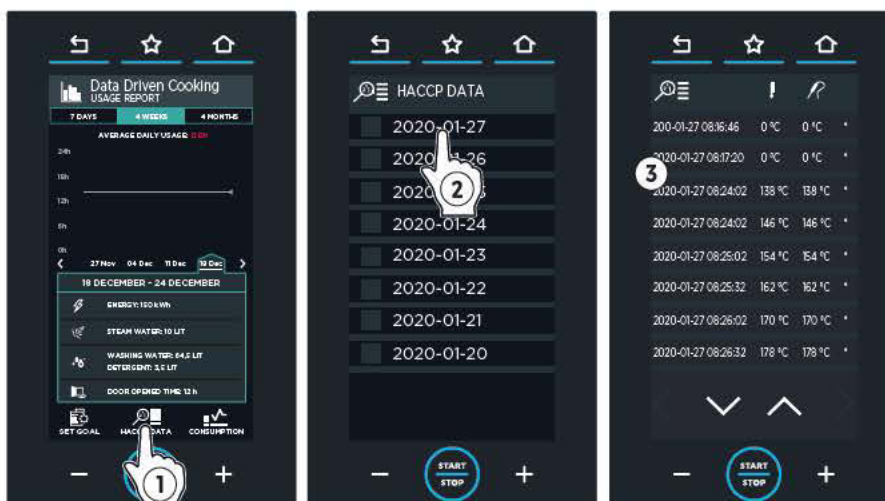 Data Driven Cooking
USAGE REPORT
7 DAYS 4 WEEKS 4 MONTHS
AVERAGE DAILY USAGE:
24h
18h
12h
6h
0h
27 Nov 04 Dec 11 Dec 18 Dec
18 DECEMBER - 24 DECEMBER
ENERGY: 150 kWh
STEAM WATER: 10 LIT
WASHING WATER: 64,5 LIT
DETERGENT: 3,5 LIT
DOOR OPENED TIME: 12 h
SET GOAL HACCP DATA CONSUMPTION
- +
1
HACCP DATA
2020-01-27
2020-01-26
2020
2020-01-24
2020-01-23
2020-01-22
2020-01-21
2020-01-20
2
- START STOP +
200-01-27 08:16:46 0 °C 0 °C *
2020-01-27 08:17:20 0 °C 0 °C *
2020-01-27 08:24:02 138 °C 138 °C *
2020-01-27 08:24:02 146 °C 146 °C *
2020-01-27 08:25:02 154 °C 154 °C *
2020-01-27 08:25:32 162 °C 162 °C *
2020-01-27 08:26:02 170 °C 170 °C *
2020-01-27 08:26:32 178 °C 178 °C *
3
- START STOP +